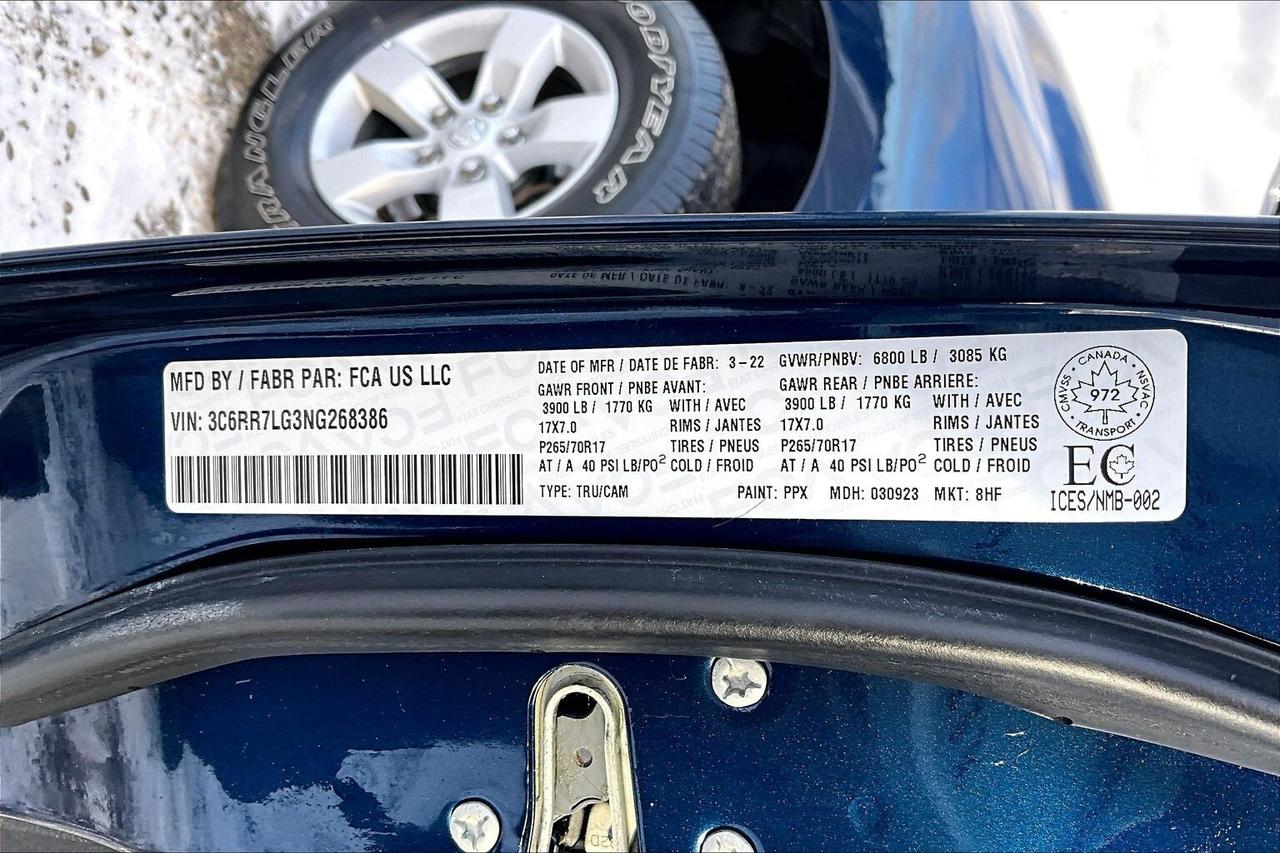 WRANGLER
GOODYEAR
MFD BY / FABR PAR: FCA US LLC
VIN: 3C6RR7LG3NG268386
DATE OF MFR / DATE DE FABR: 3-22
GVWR/PNBV: 6800 LB / 3085 KG
GAWR FRONT / PNBE AVANT:
3900 LB / 1770 KG WITH / AVEC
17X7.0 RIMS / JANTES
P265/70R17 TIRES / PNEUS
AT / A 40 PSI LB/PO² COLD / FROID
GAWR REAR / PNBE ARRIERE:
3900 LB / 1770 KG WITH / AVEC
17X7.0 RIMS / JANTES
P265/70R17 TIRES / PNEUS
AT / A 40 PSI LB/PO² COLD / FROID
TYPE: TRU/CAM PAINT: PPX MDH: 030923 MKT: 8HF
CANADA
CMVSS NSVAC
972
TRANSPORT
EC
ICES/NMB-002